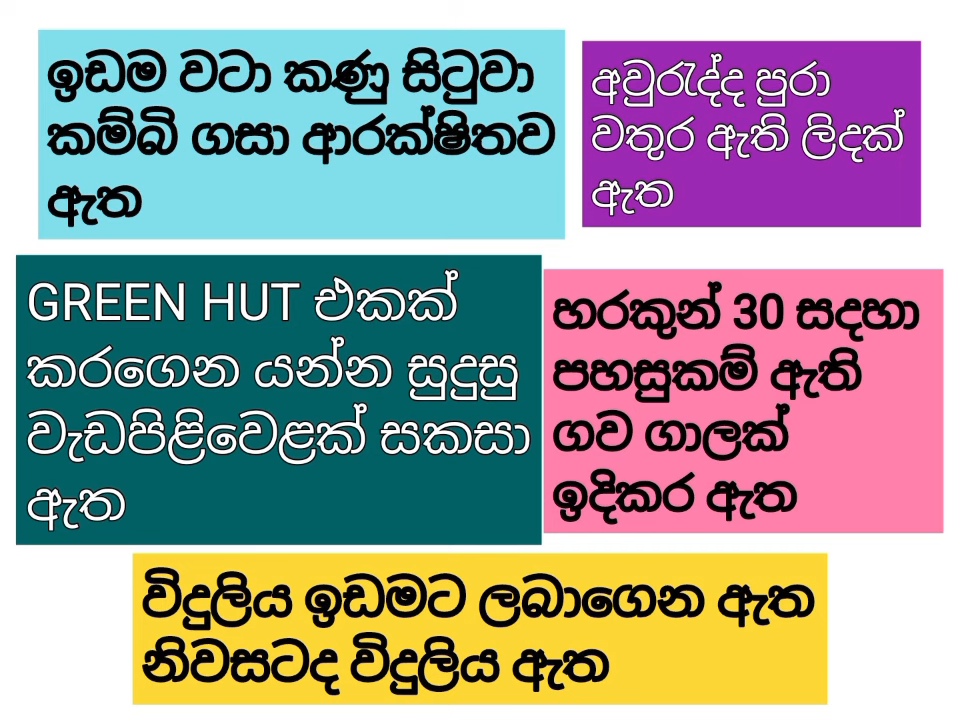 ඉඩම වටා කණු සිටුවා
කම්බි ගසා ආරක්ෂිතව
ඇත
අවුරැද්ද පුරා
වතුර ඇති ලිදක්
ඇත
GREEN HUT එකක්
කරගෙන යන්න සුදුසු
වැඩපිළිවෙළක් සකසා
ඇත
හරකුන් 30 සදහා
පහසුකම් ඇති
ගව ගාලක්
ඉදිකර ඇත
විදුලිය ඉඩමට ලබාගෙන ඇත
නිවසටද විදුලිය ඇත